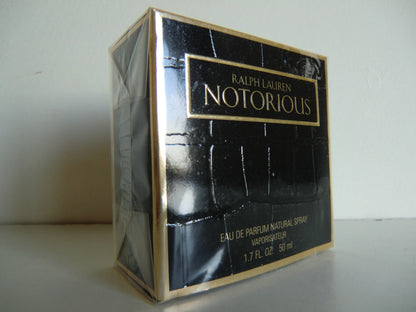 RALPH LAUREN
NOTORIOUS
EAU DE PARFUM NATURAL SPRAY
VAPORISATEUR
1.7 FL. OZ. 50 ml